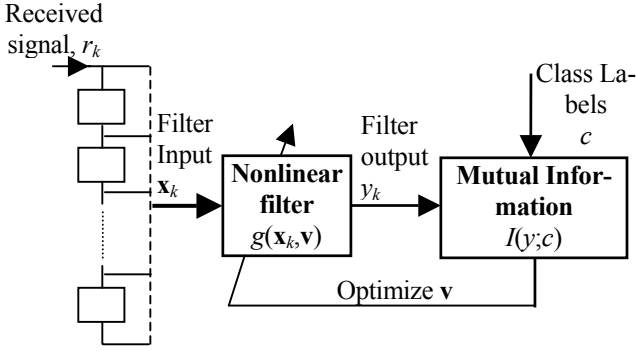 Received
signal, r_k
Filter
Input
x_k
Nonlinear
filter
g(x_k,v)
Filter
output
y_k
Class La-
bels
c
Mutual Infor-
mation
I(y;c)
Optimize v